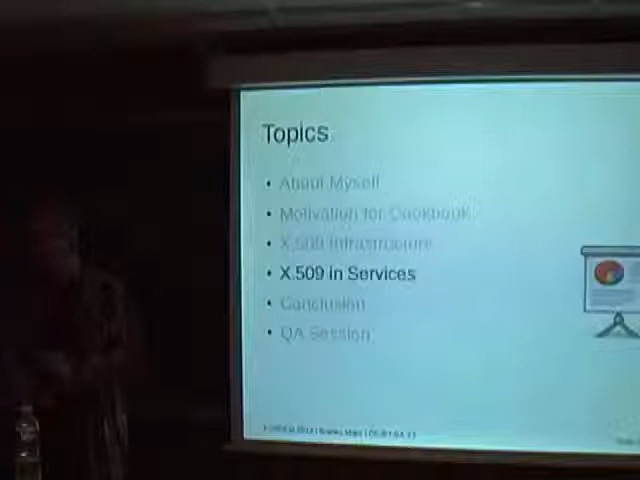 Topics
• About Myself
• Motivation for Cookbook
• X.509 Infrastructure
• X.509 in Services
• Conclusion
• QA Session